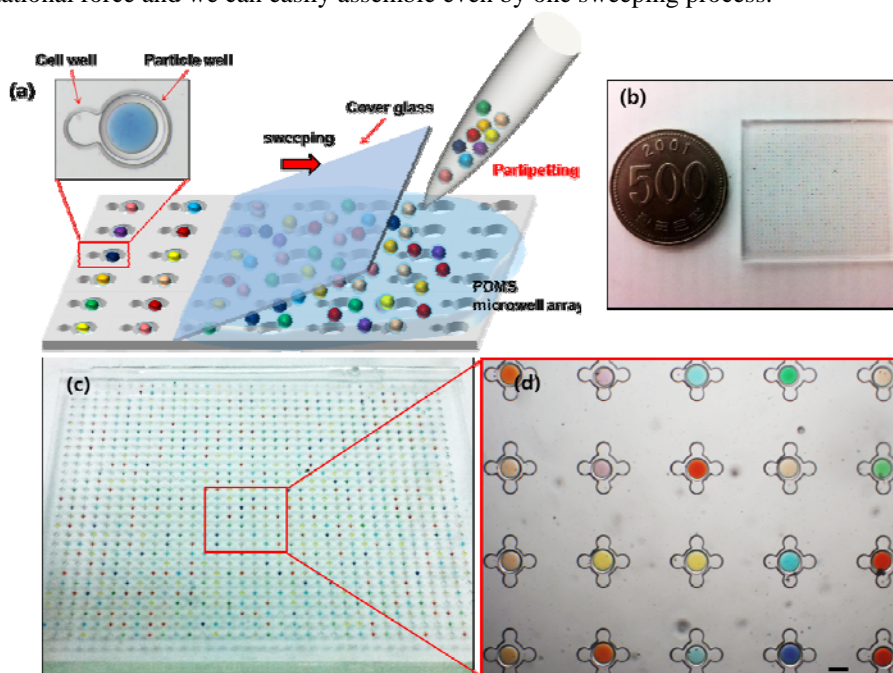 ational force and we can easily assemble even by one sweeping process.
Cell well
Particle well
(a)
Cover glass
sweeping
Partipetting
PDMS
microwell array
(b)
2001
500
(c)
(d)